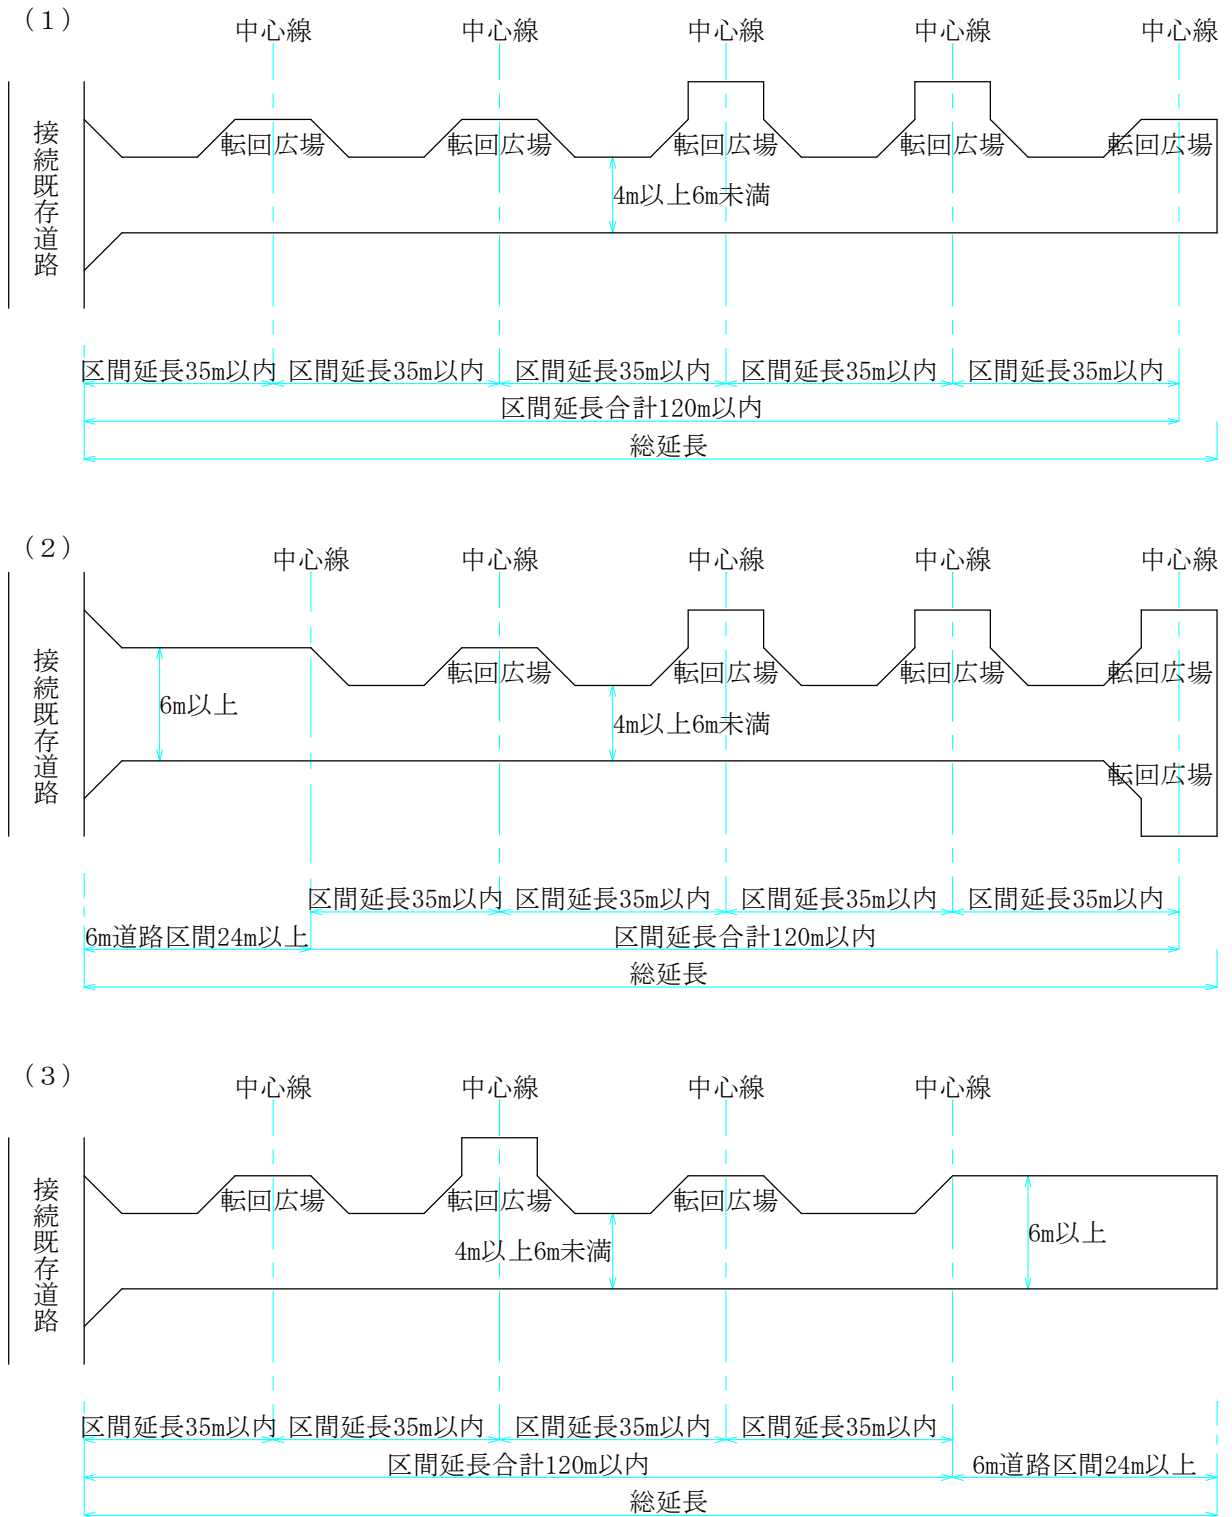 （1）
中心線 中心線 中心線 中心線 中心線
接続既存道路
転回広場 転回広場 転回広場 転回広場 転回広場
4m以上6m未満
区間延長35m以内 区間延長35m以内 区間延長35m以内 区間延長35m以内 区間延長35m以内
区間延長合計120m以内
総延長
（2）
中心線 中心線 中心線 中心線 中心線
接続既存道路
転回広場 転回広場 転回広場 転回広場
6m以上
4m以上6m未満
転回広場
区間延長35m以内 区間延長35m以内 区間延長35m以内 区間延長35m以内
6m道路区間24m以上 区間延長合計120m以内
総延長
（3）
中心線 中心線 中心線 中心線
接続既存道路
転回広場 転回広場 転回広場
4m以上6m未満
6m以上
区間延長35m以内 区間延長35m以内 区間延長35m以内 区間延長35m以内
区間延長合計120m以内 6m道路区間24m以上
総延長